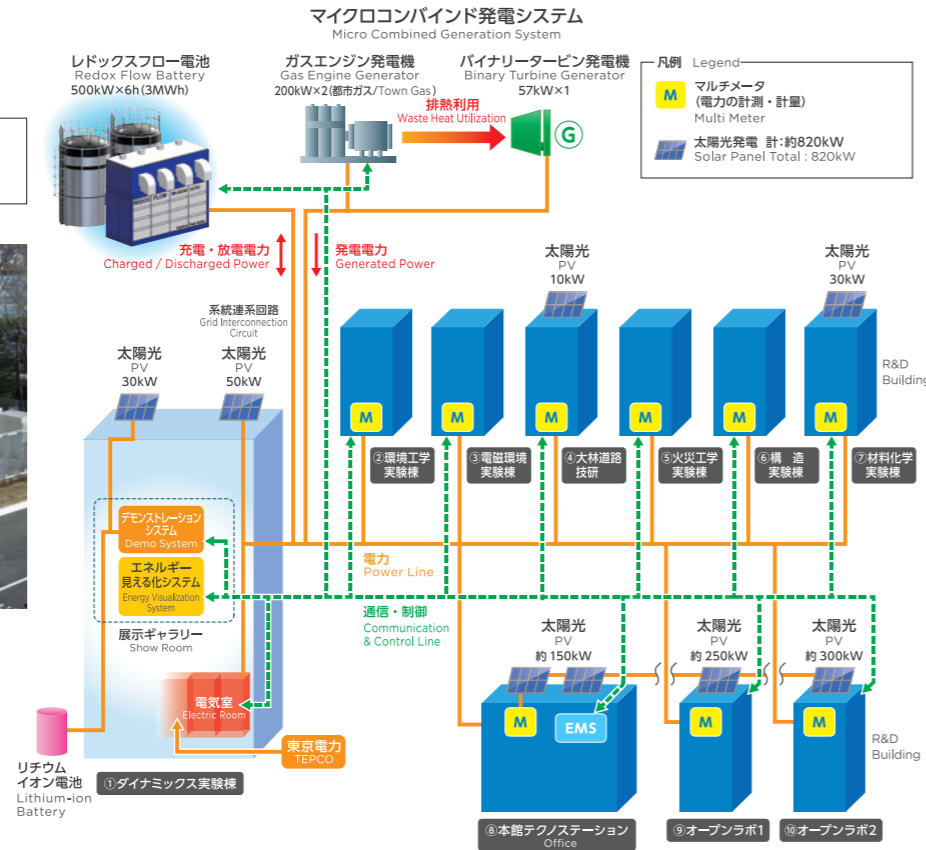 マイクロコンバインド発電システム
Micro Combined Generation System
レドックスフロー電池
Redox Flow Battery
500kW×6h(3MWh)
ガスエンジン発電機
Gas Engine Generator
200kW×2(都市ガス/Town Gas)
バイナリータービン発電機
Binary Turbine Generator
57kW×1
排熱利用
Waste Heat Utilization
G
凡例 Legend
M
マルチメータ
(電力の計測・計量)
Multi Meter
太陽光発電 計:約820kW
Solar Panel Total : 820kW
充電・放電電力
Charged / Discharged Power
発電電力
Generated Power
系統連系回路
Grid Interconnection
Circuit
太陽光
PV
30kW
太陽光
PV
50kW
太陽光
PV
10kW
太陽光
PV
30kW
R&D
Building
M
M
M
M
M
②環境工学
実験棟
③電磁環境
実験棟
④大林道路
技研
⑤火災工学
実験棟
⑥構 造
実験棟
⑦材料化学
実験棟
デモンストレーション
システム
Demo System
エネルギー
見える化システム
Energy Visualization
System
展示ギャラリー
Show Room
電力
Power Line
通信・制御
Communication
& Control Line
電気室
Electric Room
東京電力
TEPCO
リチウム
イオン電池
Lithium-ion
Battery
①ダイナミックス実験棟
太陽光
PV
約150kW
太陽光
PV
約250kW
太陽光
PV
約300kW
M
EMS
M
M
R&D
Building
⑧本館テクノステーション
Office
⑨オープンラボ1
⑩オープンラボ2